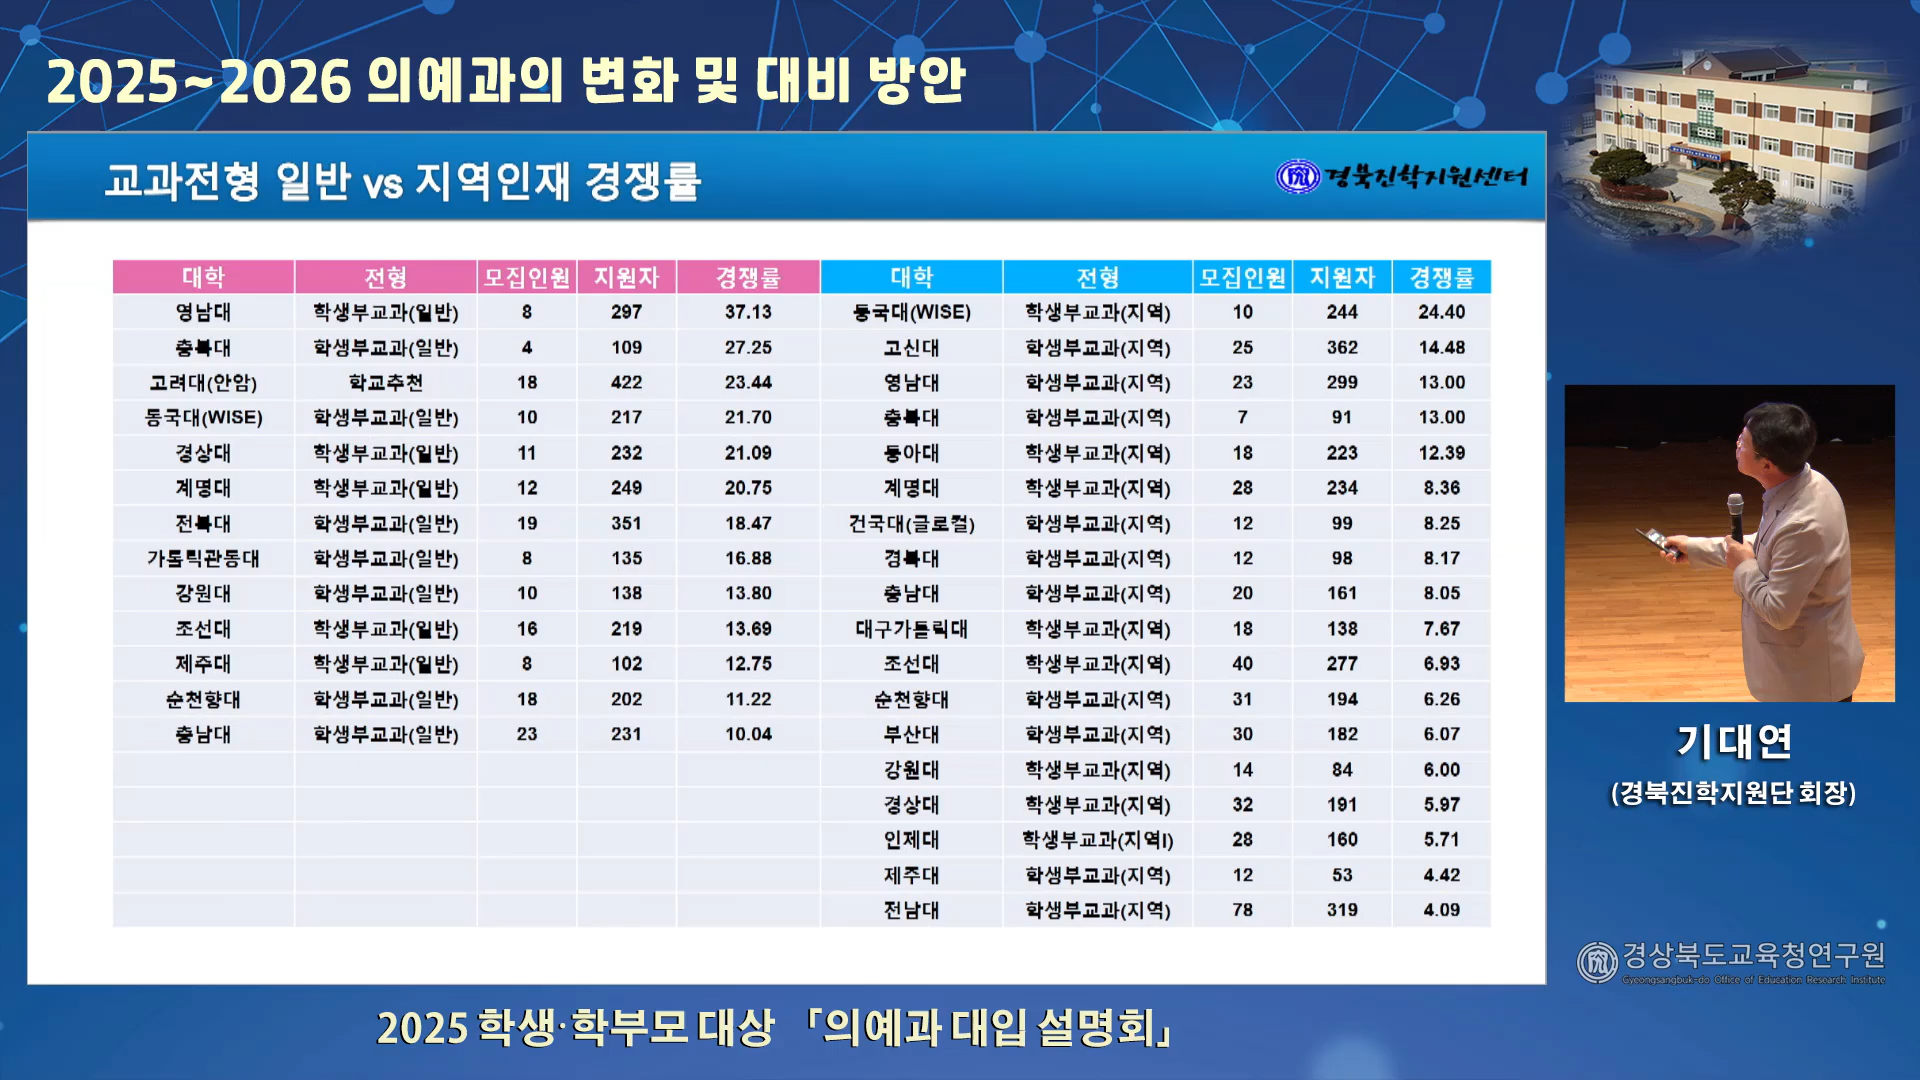 2025~2026 의예과의 변화 및 대비 방안
교과전형 일반 vs 지역인재 경쟁률
경북진학지원센터
대학 전형 모집인원 지원자 경쟁률 대학 전형 모집인원 지원자 경쟁률
영남대 학생부교과(일반) 8 297 37.13 동국대(WISE) 학생부교과(지역) 10 244 24.40
충북대 학생부교과(일반) 4 109 27.25 고신대 학생부교과(지역) 25 362 14.48
고려대(안암) 학교추천 18 422 23.44 영남대 학생부교과(지역) 23 299 13.00
동국대(WISE) 학생부교과(일반) 10 217 21.70 충북대 학생부교과(지역) 7 91 13.00
경상대 학생부교과(일반) 11 232 21.09 동아대 학생부교과(지역) 18 223 12.39
계명대 학생부교과(일반) 12 249 20.75 계명대 학생부교과(지역) 28 234 8.36
전북대 학생부교과(일반) 19 351 18.47 건국대(글로컬) 학생부교과(지역) 12 99 8.25
가톨릭관동대 학생부교과(일반) 8 135 16.88 경북대 학생부교과(지역) 12 98 8.17
강원대 학생부교과(일반) 10 138 13.80 충남대 학생부교과(지역) 20 161 8.05
조선대 학생부교과(일반) 16 219 13.69 대구가톨릭대 학생부교과(지역) 18 138 7.67
제주대 학생부교과(일반) 8 102 12.75 조선대 학생부교과(지역) 40 277 6.93
순천향대 학생부교과(일반) 18 202 11.22 순천향대 학생부교과(지역) 31 194 6.26
충남대 학생부교과(일반) 23 231 10.04 부산대 학생부교과(지역) 30 182 6.07
강원대 학생부교과(지역) 14 84 6.00
경상대 학생부교과(지역) 32 191 5.97
인제대 학생부교과(지역I) 28 160 5.71
제주대 학생부교과(지역) 12 53 4.42
전남대 학생부교과(지역) 78 319 4.09
기대연
(경북진학지원단 회장)
경상북도교육청연구원
Gyeongsangbuk-do Office of Education Research Institute
2025 학생·학부모 대상 「의예과 대입 설명회」